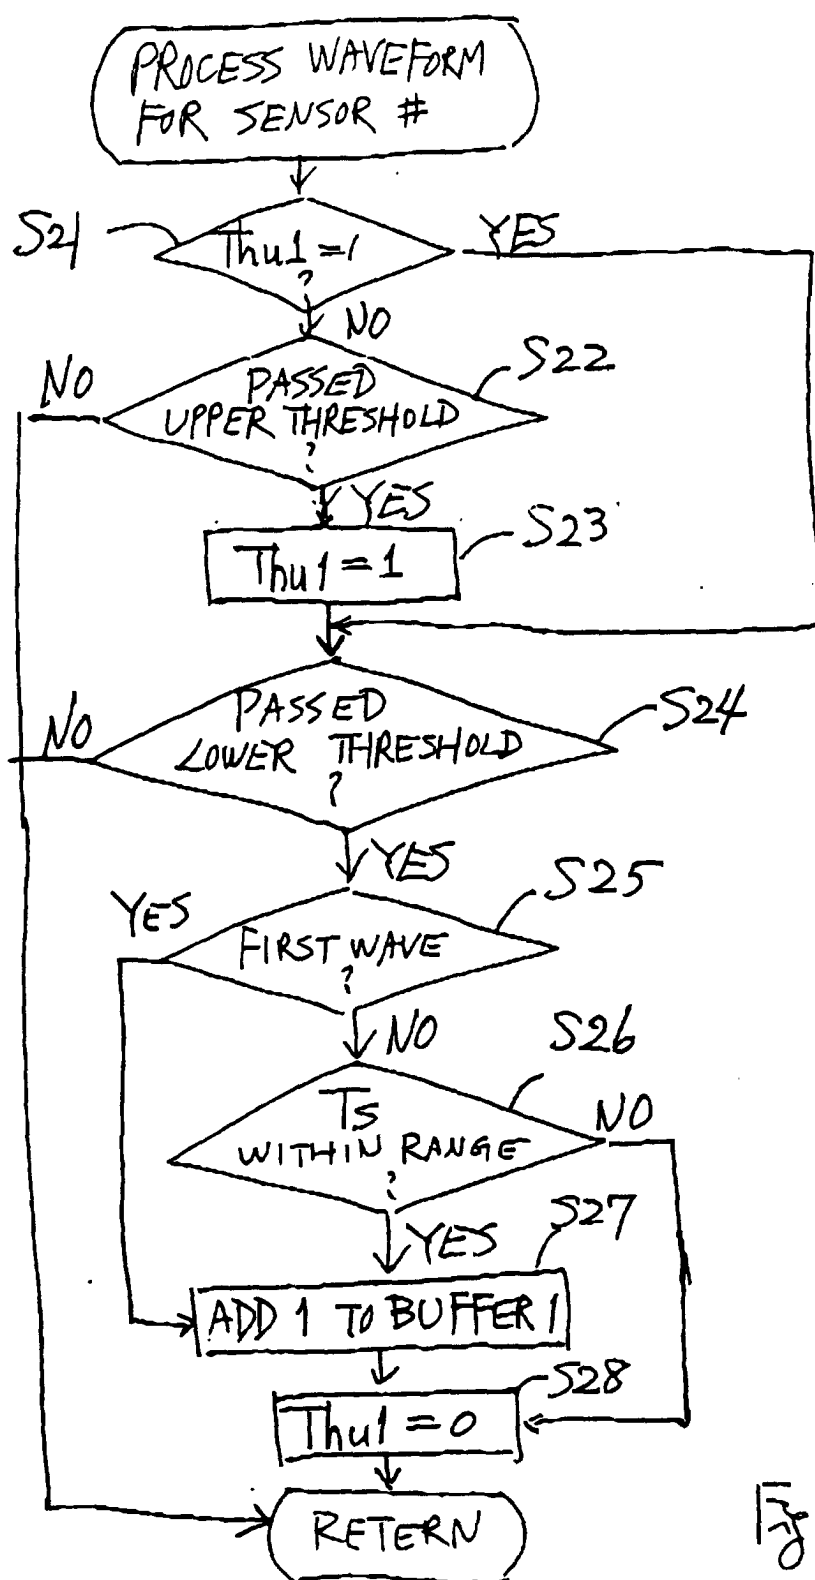 PROCESS WAVEFORM
FOR SENSOR #
S21
Thu1 = 1
?
YES
NO
S22
PASSED
UPPER THRESHOLD
?
NO
YES
S23
Thu1 = 1
S24
PASSED
LOWER THRESHOLD
?
NO
YES
S25
FIRST WAVE
?
YES
NO
S26
Ts
WITHIN RANGE
?
NO
YES
S27
ADD 1 TO BUFFER 1
S28
Thu1 = 0
RETERN
Fig